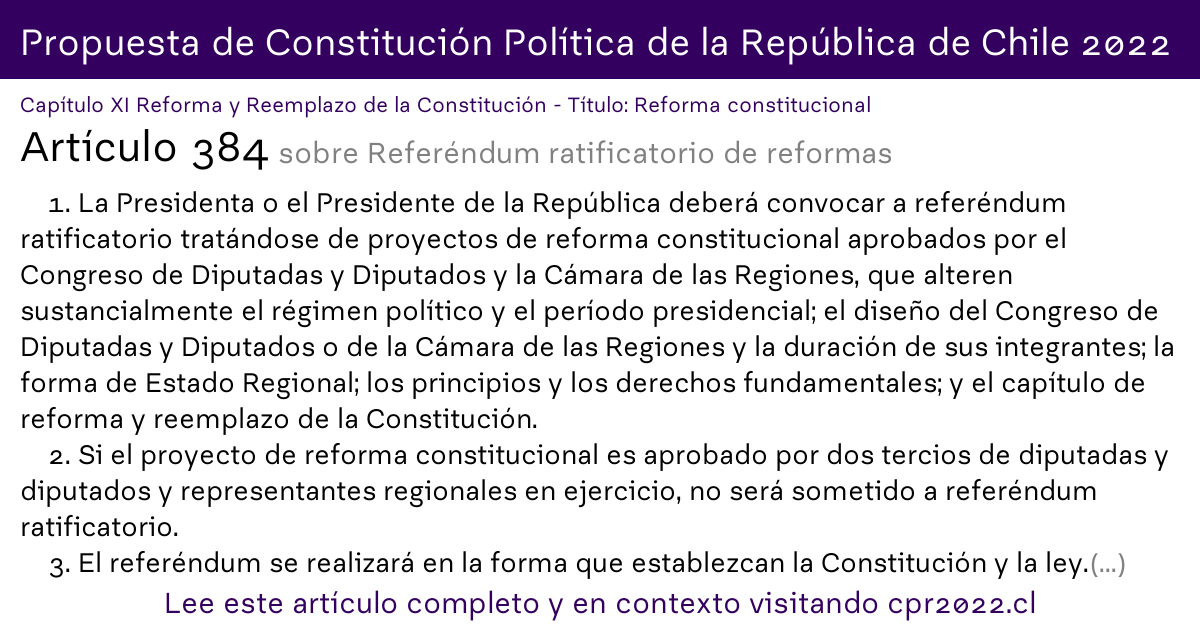 Propuesta de Constitución Política de la República de Chile 2022
Capítulo XI Reforma y Reemplazo de la Constitución - Título: Reforma constitucional
Artículo 384 sobre Referéndum ratificatorio de reformas
1. La Presidenta o el Presidente de la República deberá convocar a referéndum
ratificatorio tratándose de proyectos de reforma constitucional aprobados por el
Congreso de Diputadas y Diputados y la Cámara de las Regiones, que alteren
sustancialmente el régimen político y el período presidencial; el diseño del Congreso de
Diputadas y Diputados o de la Cámara de las Regiones y la duración de sus integrantes; la
forma de Estado Regional; los principios y los derechos fundamentales; y el capítulo de
reforma y reemplazo de la Constitución.
2. Si el proyecto de reforma constitucional es aprobado por dos tercios de diputadas y
diputados y representantes regionales en ejercicio, no será sometido a referéndum
ratificatorio.
3. El referéndum se realizará en la forma que establezcan la Constitución y la ley.(...)
Lee este artículo completo y en contexto visitando cpr2022.cl